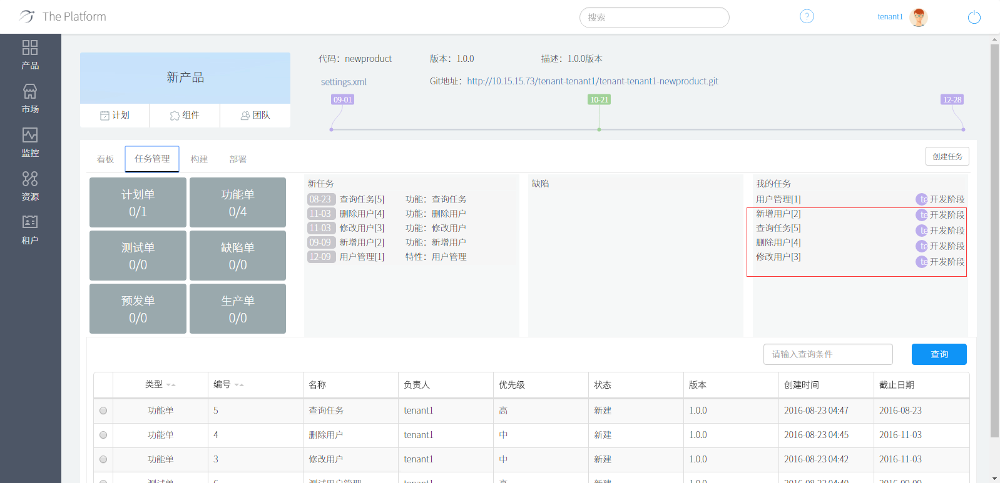 The Platform
搜索
?
tenant1
产品
市场
监控
资源
租户
新产品
计划
组件
团队
代码：newproduct
版本：1.0.0
描述：1.0.0版本
settings.xml
Git地址：http://10.15.15.73/tenant-tenant1/tenant-tenant1-newproduct.git
09-01
10-21
12-28
看板
任务管理
构建
部署
创建任务
计划单
0/1
功能单
0/4
测试单
0/0
缺陷单
0/0
预发单
0/0
生产单
0/0
新任务
08-23 查询任务[5] 功能：查询任务
11-03 删除用户[4] 功能：删除用户
11-03 修改用户[3] 功能：修改用户
09-09 新增用户[2] 功能：新增用户
12-09 用户管理[1] 特性：用户管理
缺陷
我的任务
用户管理[1] te 开发阶段
新增用户[2] te 开发阶段
查询任务[5] te 开发阶段
删除用户[4] te 开发阶段
修改用户[3] te 开发阶段
请输入查询条件
查询
类型 编号 名称 负责人 优先级 状态 版本 创建时间 截止日期
功能单 5 查询任务 tenant1 高 新建 1.0.0 2016-08-23 04:47 2016-08-23
功能单 4 删除用户 tenant1 中 新建 1.0.0 2016-08-23 04:45 2016-11-03
功能单 3 修改用户 tenant1 中 新建 1.0.0 2016-08-23 04:42 2016-11-03
测试单 6 测试用户管理 tenant1 高 新建 1.0.0 2016-08-23 04:40 2016-09-09